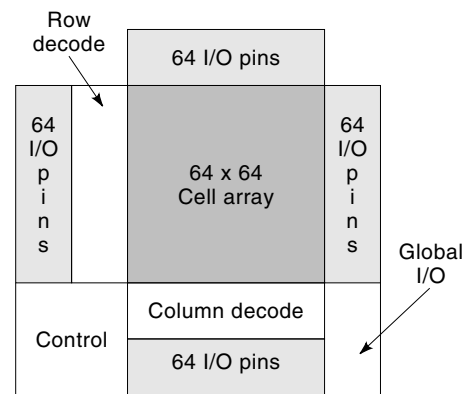 Row
decode
64 I/O pins
64
I/O
p
i
n
s
64 x 64
Cell array
64
I/O
p
i
n
s
Global
I/O
Column decode
Control
64 I/O pins